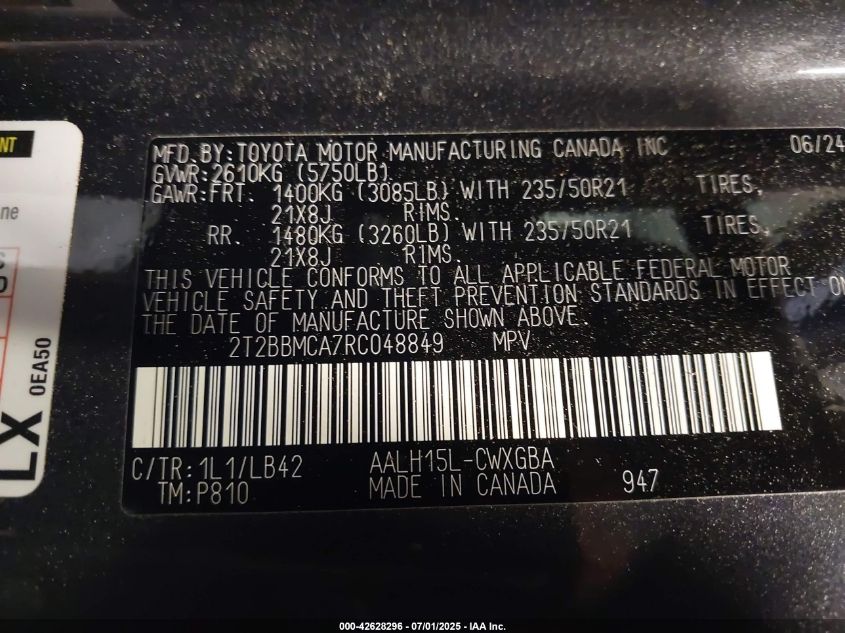 MFD.BY:TOYOTA MOTOR MANUFACTURING CANADA INC 06/24
GVWR:2610KG (5750LB)
GAWR:FRT. 1400KG (3085LB) WITH 235/50R21 TIRES,
21X8J RIMS.
RR. 1480KG (3260LB) WITH 235/50R21 TIRES,
21X8J RIMS.
THIS VEHICLE CONFORMS TO ALL APPLICABLE FEDERAL MOTOR
VEHICLE SAFETY AND THEFT PREVENTION STANDARDS IN EFFECT ON
THE DATE OF MANUFACTURE SHOWN ABOVE.
2T2BBMCA7RC048849 MPV
C/TR:1L1/LB42 AALH15L-CWXGBA
TM:P810 MADE IN CANADA 947
LX
0EA50
000-42628296 - 07/01/2025 - IAA Inc.